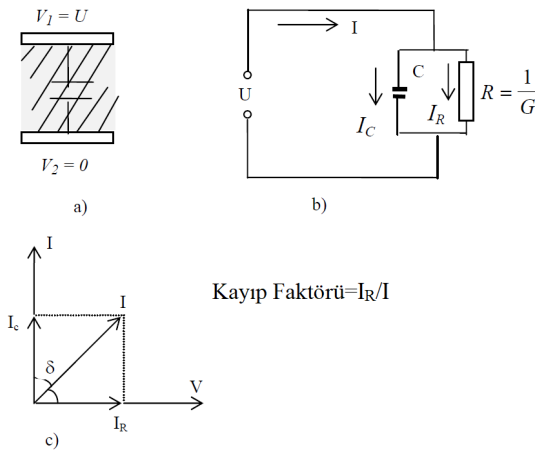 V1 = U
V2 = 0
a)
I
U
C
IC
IR
R = 1/G
b)
I
Ic
I
δ
V
IR
c)
Kayıp Faktörü=IR/I